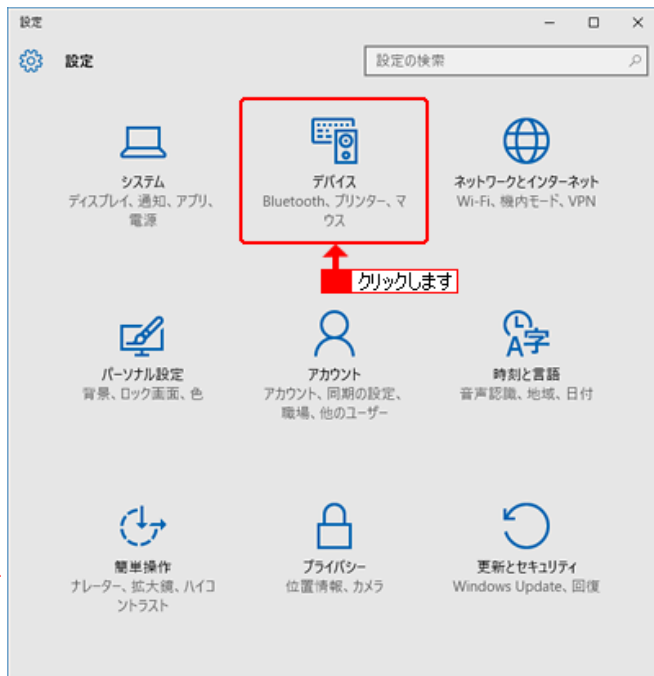 設定
設定
設定の検索
システム
ディスプレイ、通知、アプリ、
電源
デバイス
Bluetooth、プリンター、マ
ウス
ネットワークとインターネット
Wi-Fi、機内モード、VPN
クリックします
パーソナル設定
背景、ロック画面、色
アカウント
アカウント、同期の設定、
職場、他のユーザー
時刻と言語
音声認識、地域、日付
簡単操作
ナレーター、拡大鏡、ハイコ
ントラスト
プライバシー
位置情報、カメラ
更新とセキュリティ
Windows Update、回復